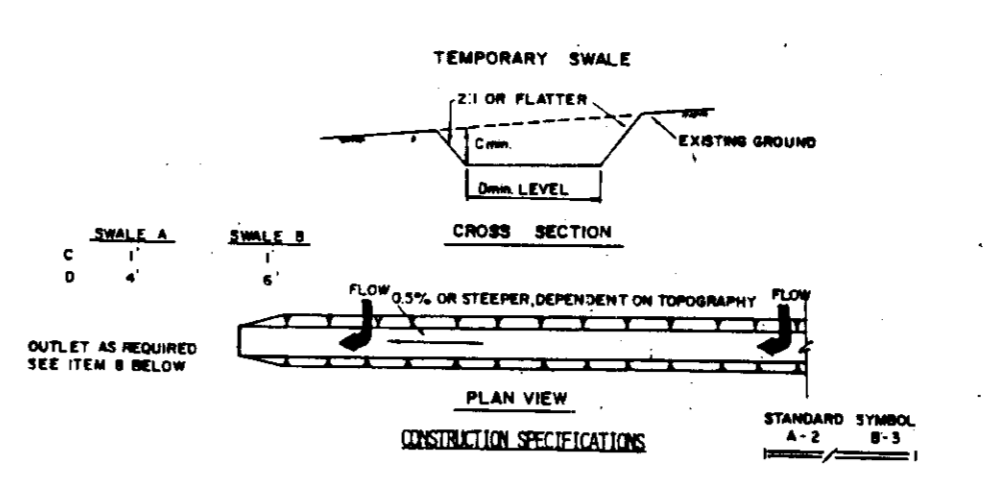 TEMPORARY SWALE
2:1 OR FLATTER
C min.
EXISTING GROUND
Dmin. LEVEL
CROSS SECTION
SWALE A SWALE B
C 1' 1'
D 4' 6'
FLOW 0.5% OR STEEPER, DEPENDENT ON TOPOGRAPHY FLOW
OUTLET AS REQUIRED
SEE ITEM 8 BELOW
PLAN VIEW
STANDARD SYMBOL
A-2 B-3
CONSTRUCTION SPECIFICATIONS